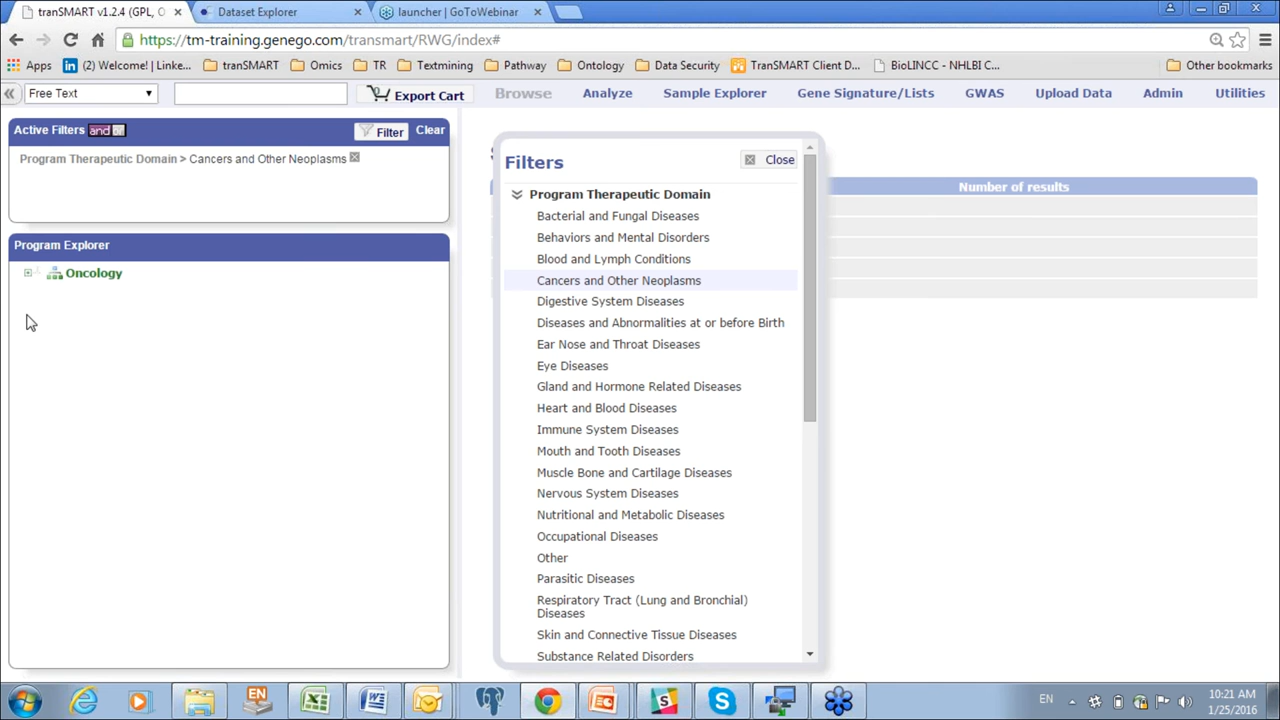 tranSMART v1.2.4 (GPL, O
Dataset Explorer
launcher | GoToWebinar
https://tm-training.genego.com/transmart/RWG/index#
Apps
(2) Welcome! | Linke...
tranSMART
Omics
TR
Textmining
Pathway
Ontology
Data Security
TranSMART Client D...
BioLINCC - NHLBI C...
Other bookmarks
Free Text
Export Cart
Browse
Analyze
Sample Explorer
Gene Signature/Lists
GWAS
Upload Data
Admin
Utilities
Active Filters and or
Filter
Clear
Program Therapeutic Domain > Cancers and Other Neoplasms
Program Explorer
Oncology
Filters
Close
Program Therapeutic Domain
Bacterial and Fungal Diseases
Behaviors and Mental Disorders
Blood and Lymph Conditions
Cancers and Other Neoplasms
Digestive System Diseases
Diseases and Abnormalities at or before Birth
Ear Nose and Throat Diseases
Eye Diseases
Gland and Hormone Related Diseases
Heart and Blood Diseases
Immune System Diseases
Mouth and Tooth Diseases
Muscle Bone and Cartilage Diseases
Nervous System Diseases
Nutritional and Metabolic Diseases
Occupational Diseases
Other
Parasitic Diseases
Respiratory Tract (Lung and Bronchial)
Diseases
Skin and Connective Tissue Diseases
Substance Related Disorders
Number of results
EN
EN
10:21 AM
1/25/2016